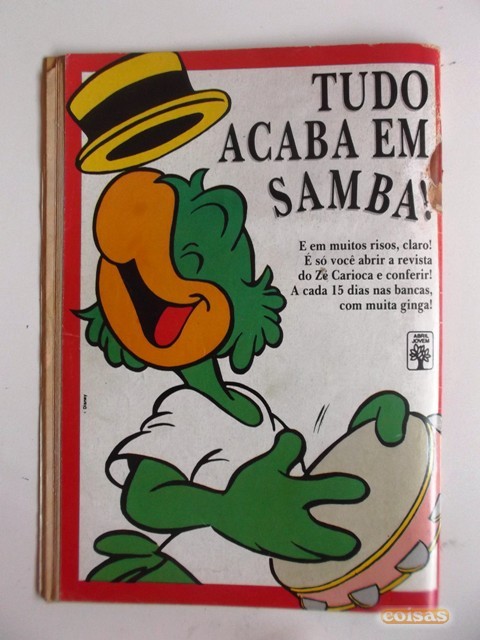 TUDO
ACABA EM
SAMBA!
E em muitos risos, claro!
É só você abrir a revista
do Zé Carioca e conferir!
A cada 15 dias nas bancas,
com muita ginga!
ABRIL
JOVEM
© Disney
coisas